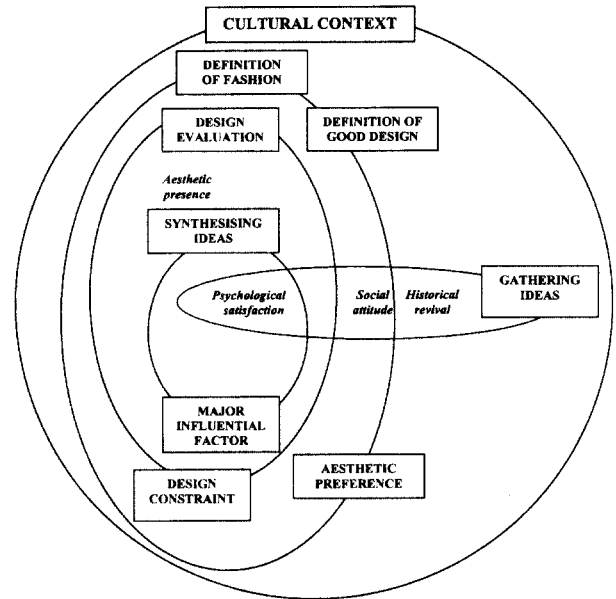 CULTURAL CONTEXT
DEFINITION
OF FASHION
DESIGN
EVALUATION
DEFINITION OF
GOOD DESIGN
Aesthetic
presence
SYNTHESISING
IDEAS
GATHERING
IDEAS
Psychological
satisfaction
Social
attitude
Historical
revival
MAJOR
INFLUENTIAL
FACTOR
AESTHETIC
PREFERENCE
DESIGN
CONSTRAINT